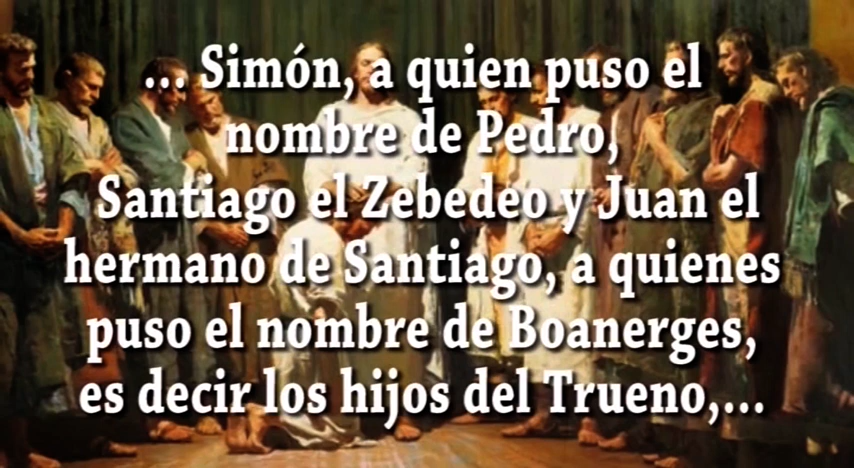 ... Simón, a quien puso el
nombre de Pedro,
Santiago el Zebedeo y Juan el
hermano de Santiago, a quienes
puso el nombre de Boanerges,
es decir los hijos del Trueno,...